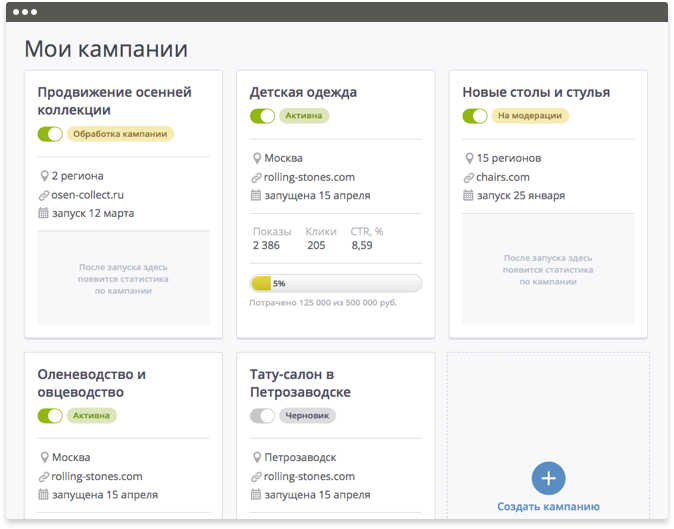 Мои кампании
Продвижение осенней
коллекции
Обработка кампании
2 региона
osen-collect.ru
запуск 12 марта
После запуска здесь
появится статистика
по кампании
Детская одежда
Активна
Москва
rolling-stones.com
запущена 15 апреля
Показы Клики CTR, %
2 386 205 8,59
5%
Потрачено 125 000 из 500 000 руб.
Новые столы и стулья
На модерации
15 регионов
chairs.com
запуск 25 января
После запуска здесь
появится статистика
по кампании
Оленеводство и
овцеводство
Активна
Москва
rolling-stones.com
запущена 15 апреля
Тату-салон в
Петрозаводске
Черновик
Петрозаводск
rolling-stones.com
запущена 15 апреля
Создать кампанию